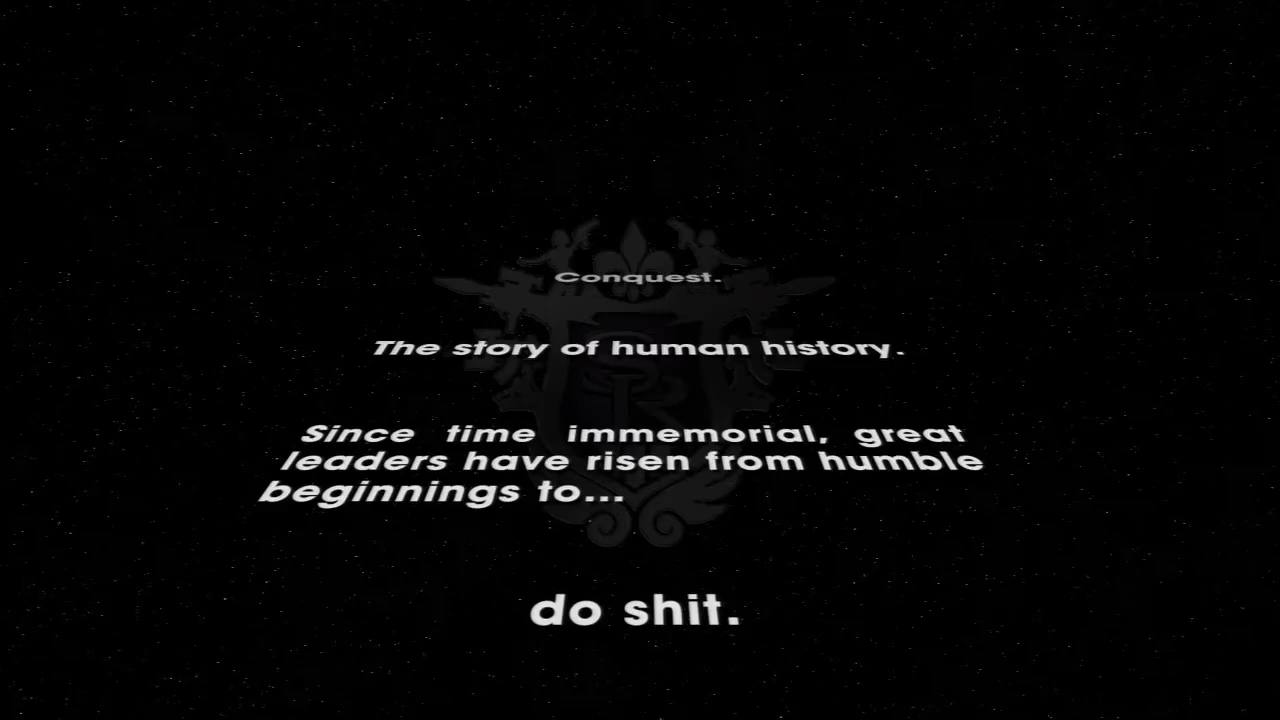 Conquest.
The story of human history.
Since time immemorial, great
leaders have risen from humble
beginnings to...
do shit.